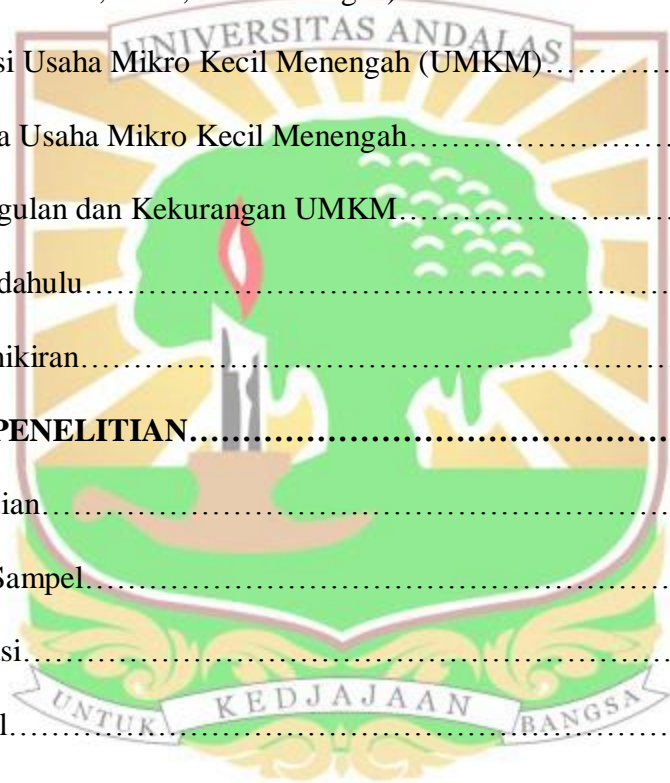 UNIVERSITAS ANDALAS
si Usaha Mikro Kecil Menengah (UMKM)……………
a Usaha Mikro Kecil Menengah……………………
gulan dan Kekurangan UMKM……………………
dahulu……………………………………………
nikiran……………………………………………
PENELITIAN……………………………………
ian…………………………………………………
Sampel……………………………………………
si……………………………………………………
l……………………………………………………
UNTUK KEDJAJAAN BANGSA